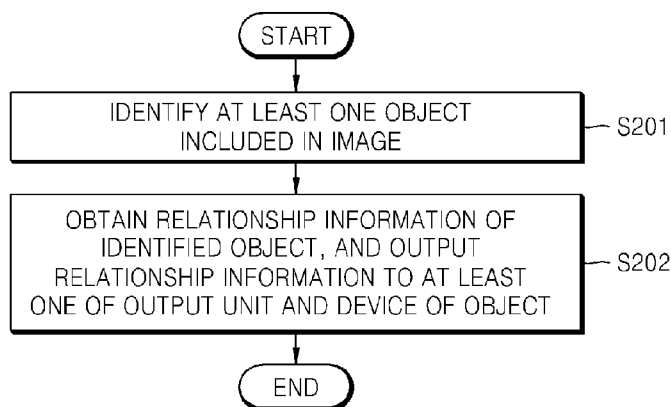 START
IDENTIFY AT LEAST ONE OBJECT
INCLUDED IN IMAGE
S201
OBTAIN RELATIONSHIP INFORMATION OF
IDENTIFIED OBJECT, AND OUTPUT
RELATIONSHIP INFORMATION TO AT LEAST
ONE OF OUTPUT UNIT AND DEVICE OF OBJECT
S202
END